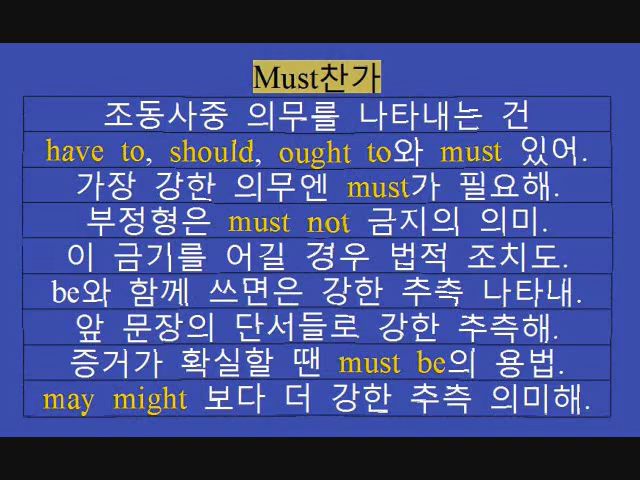 Must찬가
조동사중 의무를 나타내는 건
have to, should, ought to와 must 있어.
가장 강한 의무엔 must가 필요해.
부정형은 must not 금지의 의미.
이 금기를 어길 경우 법적 조치도.
be와 함께 쓰면은 강한 추측 나타내.
앞 문장의 단서들로 강한 추측해.
증거가 확실할 땐 must be의 용법.
may might 보다 더 강한 추측 의미해.